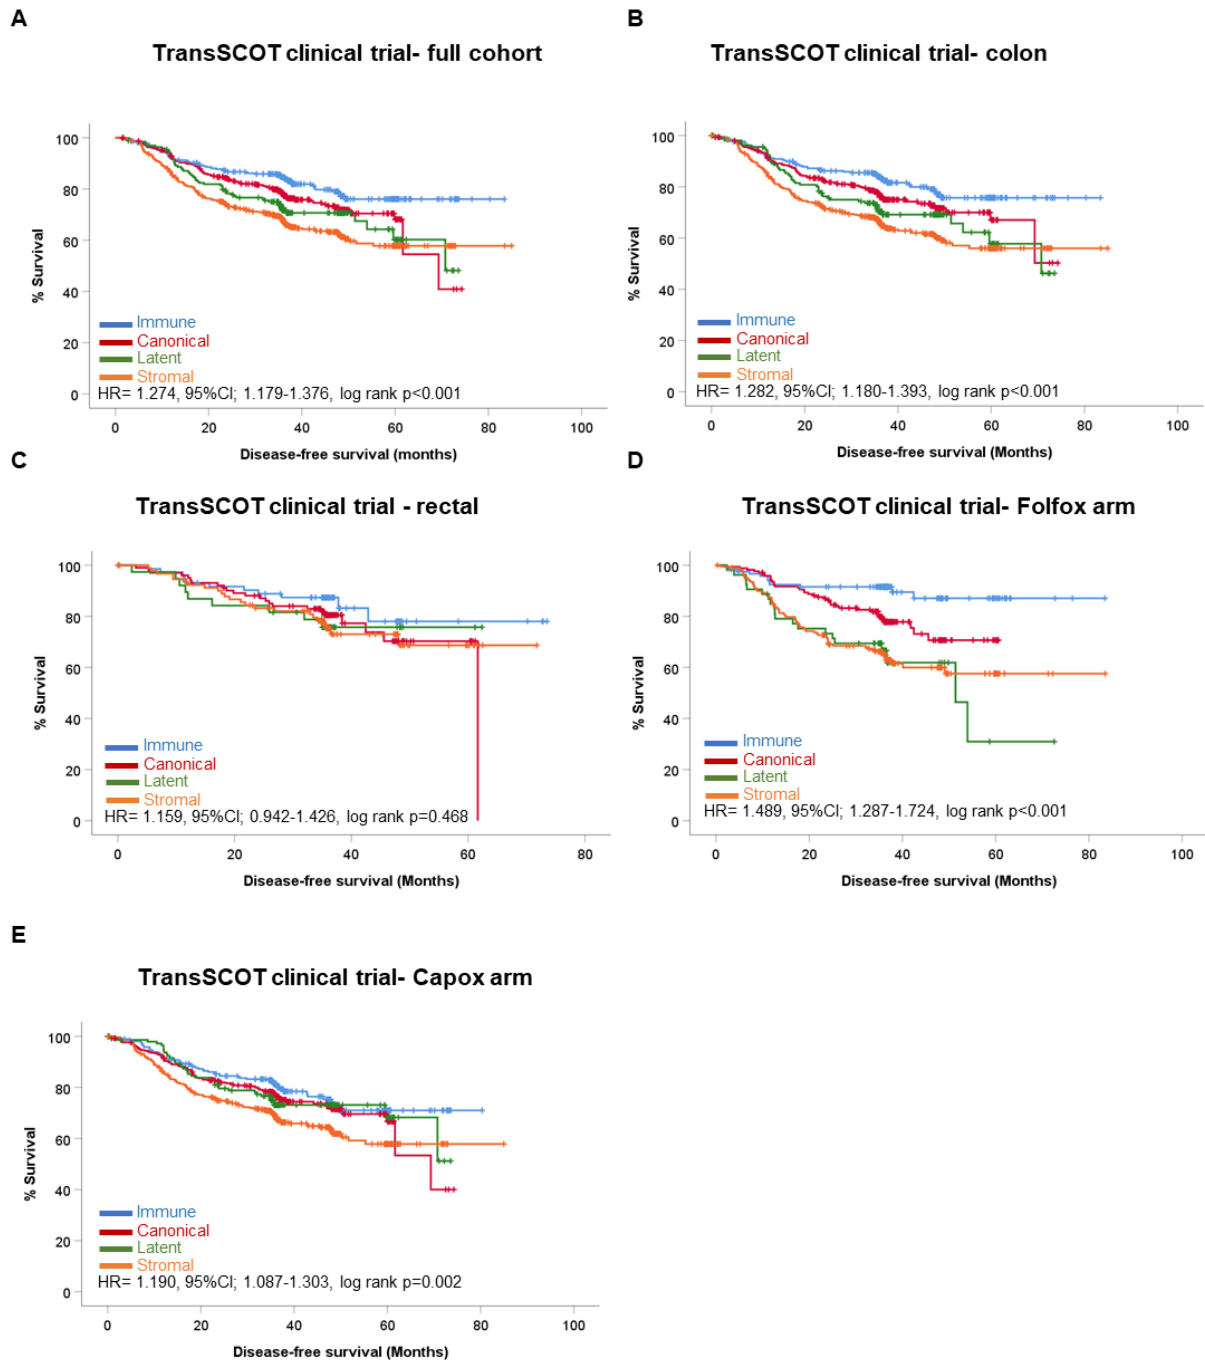 A
TransSCOT clinical trial- full cohort
100
80
60
40
20
0
% Survival
Immune
Canonical
Latent
Stromal
HR= 1.274, 95%CI; 1.179-1.376, log rank p<0.001
0 20 40 60 80 100
Disease-free survival (months)
B
TransSCOT clinical trial- colon
100
80
60
40
20
0
% Survival
Immune
Canonical
Latent
Stromal
HR= 1.282, 95%CI; 1.180-1.393, log rank p<0.001
0 20 40 60 80 100
Disease-free survival (Months)
C
TransSCOT clinical trial - rectal
100
80
60
40
20
0
% Survival
Immune
Canonical
Latent
Stromal
HR= 1.159, 95%CI; 0.942-1.426, log rank p=0.468
0 20 40 60 80
Disease-free survival (Months)
D
TransSCOT clinical trial- Folfox arm
100
80
60
40
20
0
% Survival
Immune
Canonical
Latent
Stromal
HR= 1.489, 95%CI; 1.287-1.724, log rank p<0.001
0 20 40 60 80 100
Disease-free survival (Months)
E
TransSCOT clinical trial- Capox arm
100
80
60
40
20
0
% Survival
Immune
Canonical
Latent
Stromal
HR= 1.190, 95%CI; 1.087-1.303, log rank p=0.002
0 20 40 60 80 100
Disease-free survival (Months)